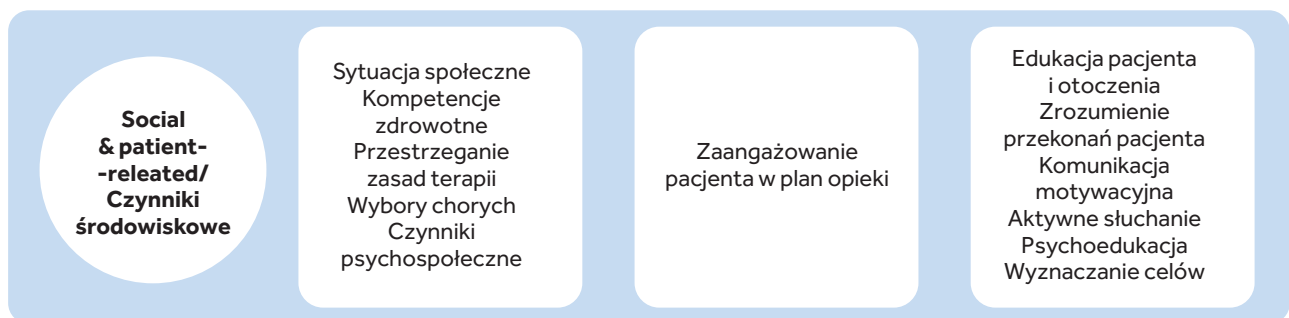 Social
& patient-
-releated/
Czynniki
środowiskowe
Sytuacja społeczne
Kompetencje
zdrowotne
Przestrzeganie
zasad terapii
Wybory chorych
Czynniki
psychospołeczne
Zaangażowanie
pacjenta w plan opieki
Edukacja pacjenta
i otoczenia
Zrozumienie
przekonań pacjenta
Komunikacja
motywacyjna
Aktywne słuchanie
Psychoedukacja
Wyznaczanie celów